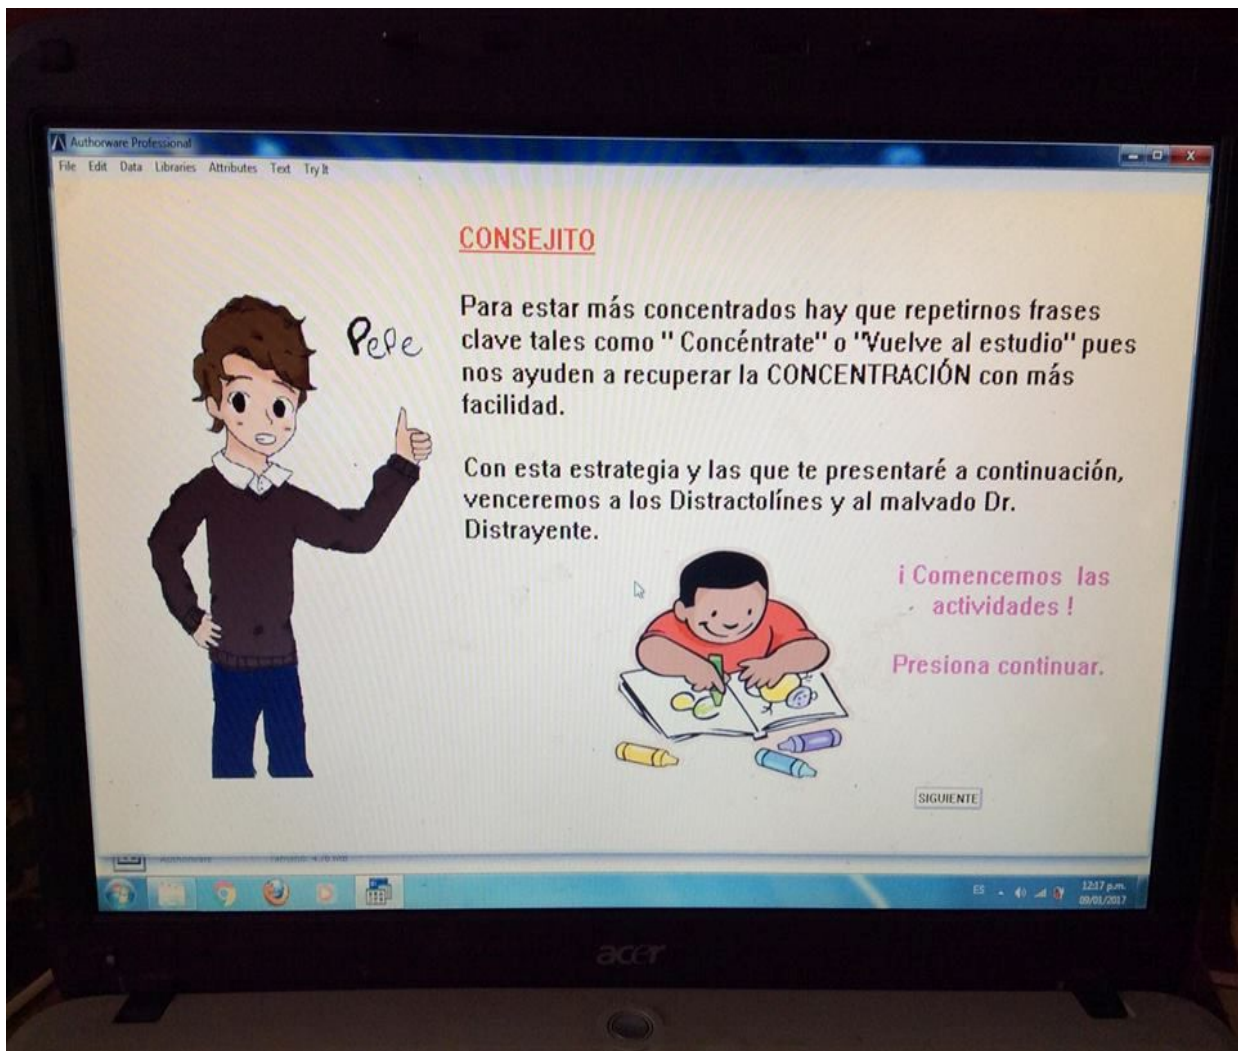 Authorware Professional
File Edit Data Libraries Attributes Text Try It
CONSEJITO
Pepe
Para estar más concentrados hay que repetirnos frases
clave tales como " Concéntrate" o "Vuelve al estudio" pues
nos ayuden a recuperar la CONCENTRACIÓN con más
facilidad.
Con esta estrategia y las que te presentaré a continuación,
venceremos a los Distractolínes y al malvado Dr.
Distrayente.
¡ Comencemos las
actividades !
Presiona continuar.
SIGUIENTE
ES
12:17 p.m.
09/01/2017
acer